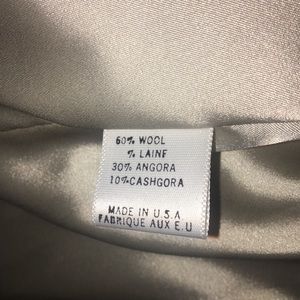 60% WOOL
% LAINE
30% ANGORA
10% CASHGORA
MADE IN U.S.A
FABRIQUE AUX E.U